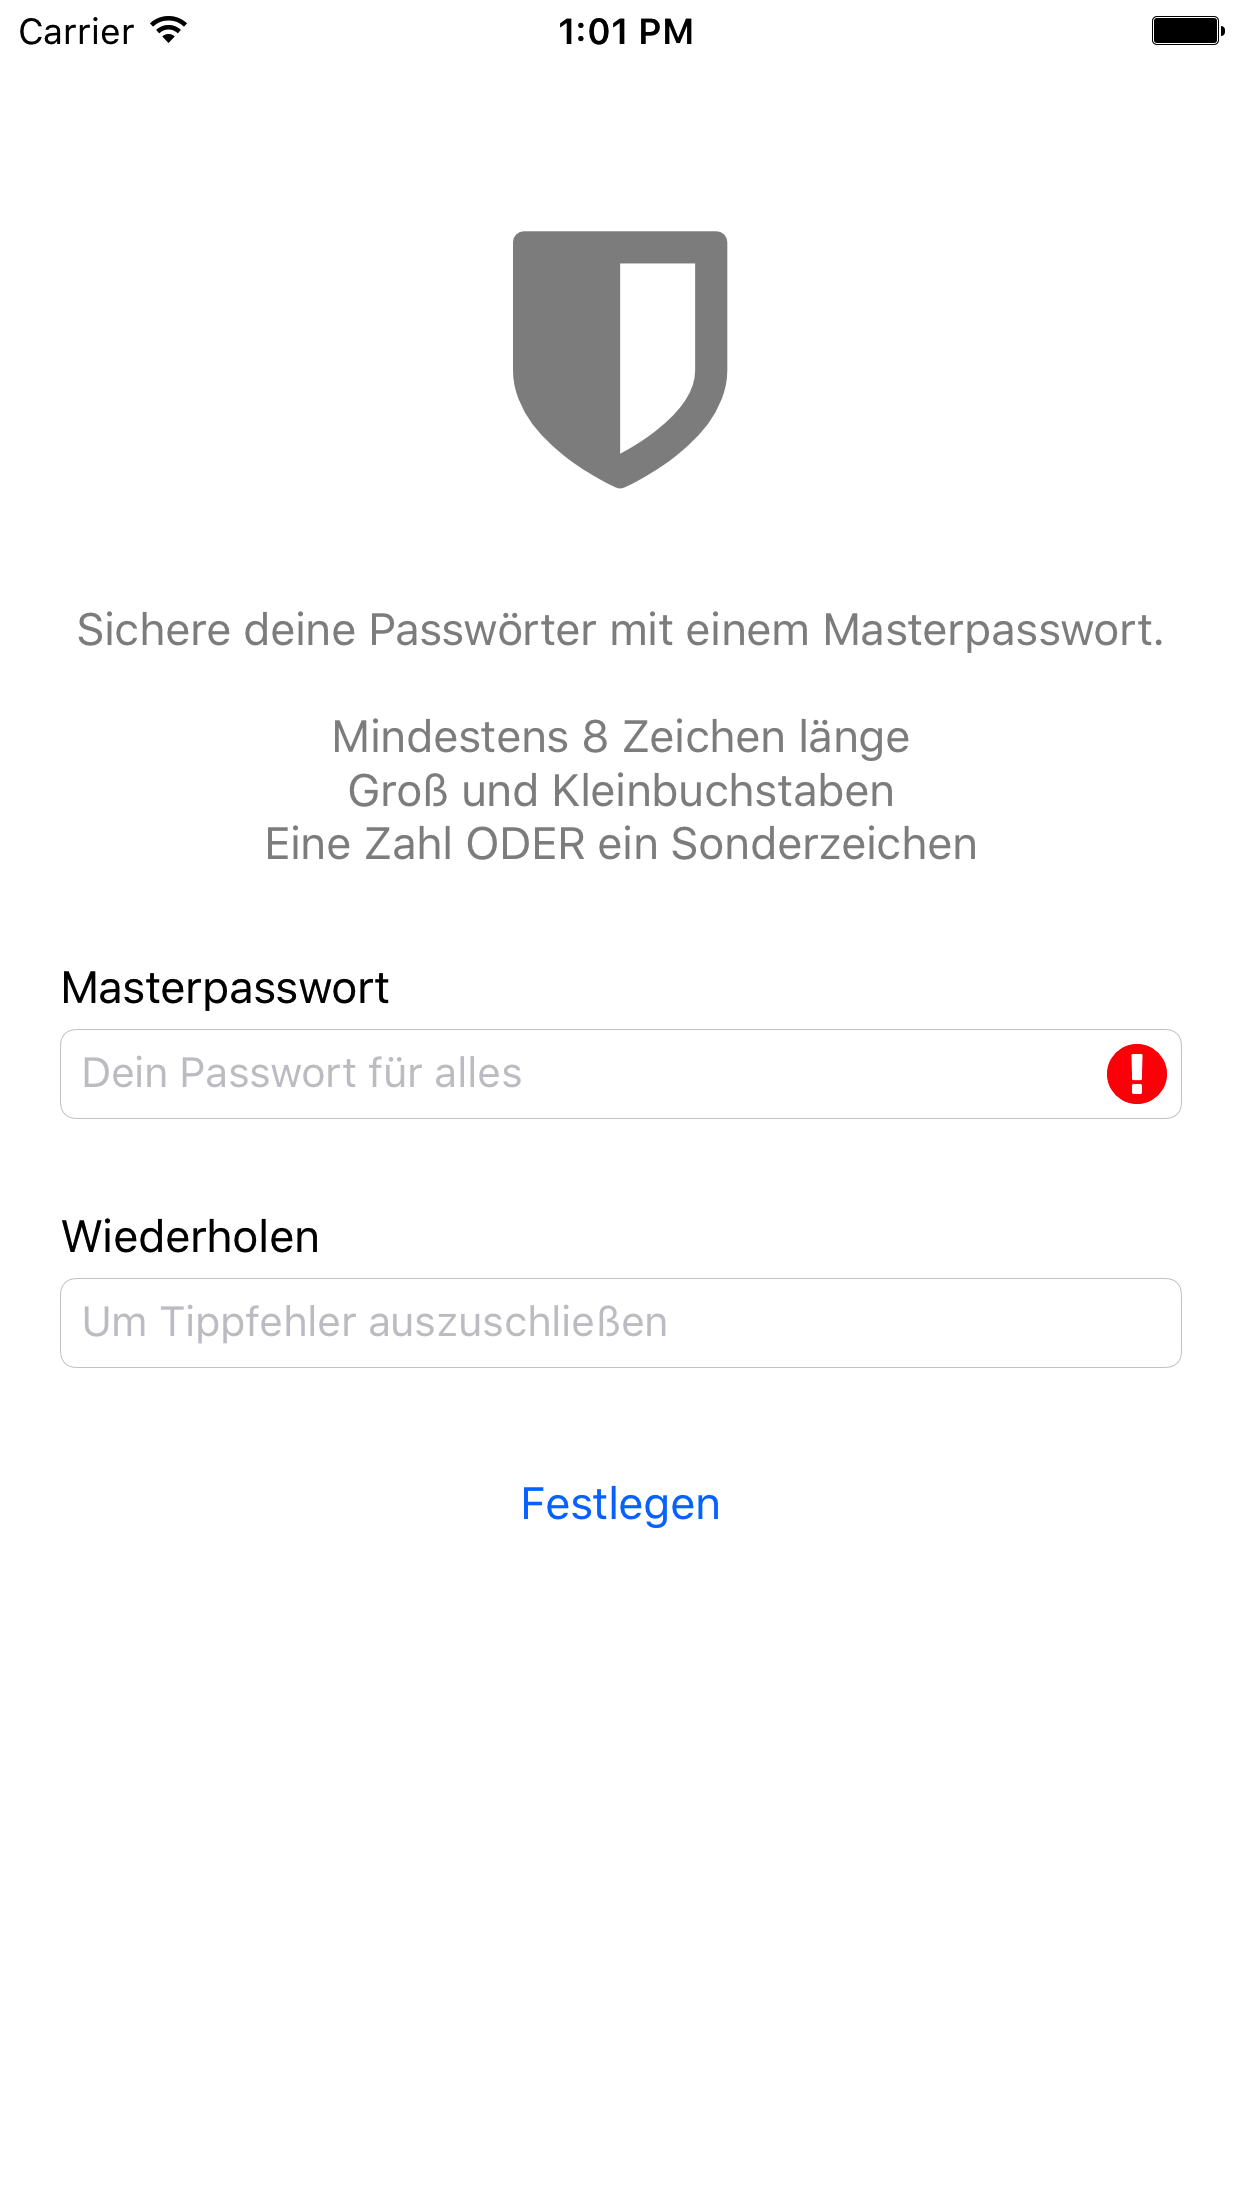 Carrier
1:01 PM
Sichere deine Passwörter mit einem Masterpasswort.
Mindestens 8 Zeichen länge
Groß und Kleinbuchstaben
Eine Zahl ODER ein Sonderzeichen
Masterpasswort
Dein Passwort für alles
Wiederholen
Um Tippfehler auszuschließen
Festlegen